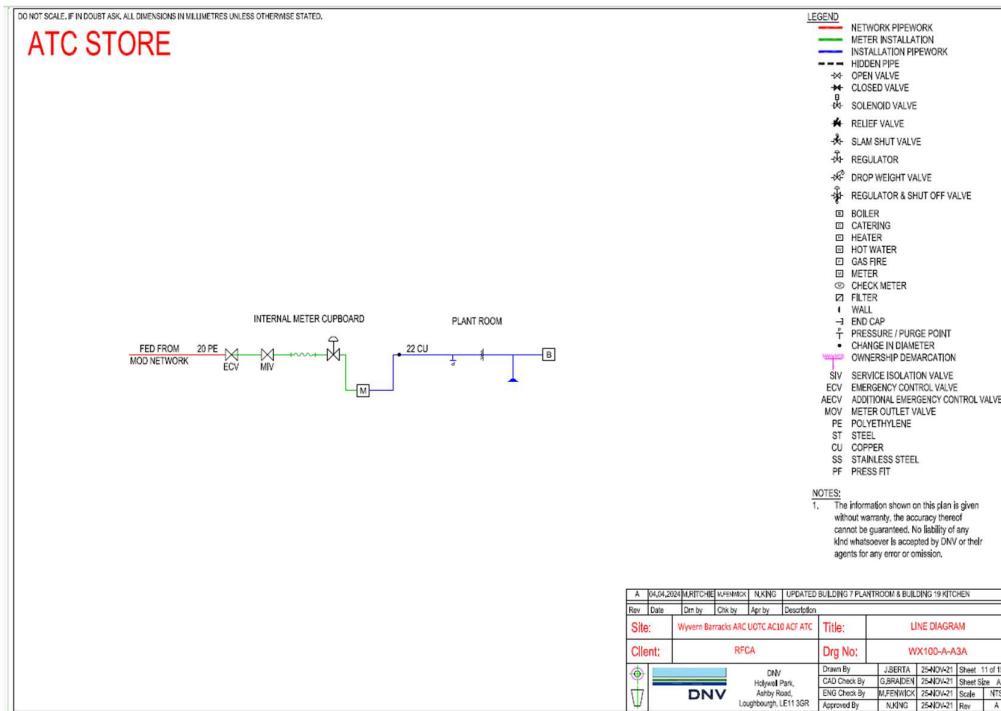 DO NOT SCALE. IF IN DOUBT ASK. ALL DIMENSIONS IN MILLIMETRES UNLESS OTHERWISE STATED.
ATC STORE
LEGEND
NETWORK PIPEWORK
METER INSTALLATION
INSTALLATION PIPEWORK
HIDDEN PIPE
OPEN VALVE
CLOSED VALVE
SOLENOID VALVE
RELIEF VALVE
SLAM SHUT VALVE
REGULATOR
DROP WEIGHT VALVE
REGULATOR & SHUT OFF VALVE
BOILER
CATERING
HEATER
HOT WATER
GAS FIRE
METER
CHECK METER
FILTER
WALL
END CAP
PRESSURE / PURGE POINT
CHANGE IN DIAMETER
OWNERSHIP DEMARCATION
SIV SERVICE ISOLATION VALVE
ECV EMERGENCY CONTROL VALVE
AECV ADDITIONAL EMERGENCY CONTROL VALVE
MOV METER OUTLET VALVE
PE POLYETHYLENE
ST STEEL
CU COPPER
SS STAINLESS STEEL
PF PRESS FIT
NOTES:
1. The information shown on this plan is given
without warranty, the accuracy thereof
cannot be guaranteed. No liability of any
kind whatsoever is accepted by DNV or their
agents for any error or omission.
INTERNAL METER CUPBOARD
PLANT ROOM
FED FROM 20 PE
MOD NETWORK
ECV MIV
22 CU
B
M
A 04.04.2024 M.RITCHIE M.FENWICK N.KING UPDATED BUILDING 7 PLANTROOM & BUILDING 19 KITCHEN
Rev Date Drn by Chk by Apr by Description
Site: Wyvern Barracks ARC UOTC AC10 ACF ATC Title: LINE DIAGRAM
Client: RFCA Drg No: WX100-A-A3A
DNV
DNV
Holywell Park,
Ashby Road,
Loughbourgh, LE11 3GR
Drawn By J.BERTA 25-NOV-21 Sheet 11 of
CAD Check By G.BRAIDEN 25-NOV-21 Sheet Size
ENG Check By M.FENWICK 25-NOV-21 Scale NTS
Approved By N.KING 25-NOV-21 Rev A